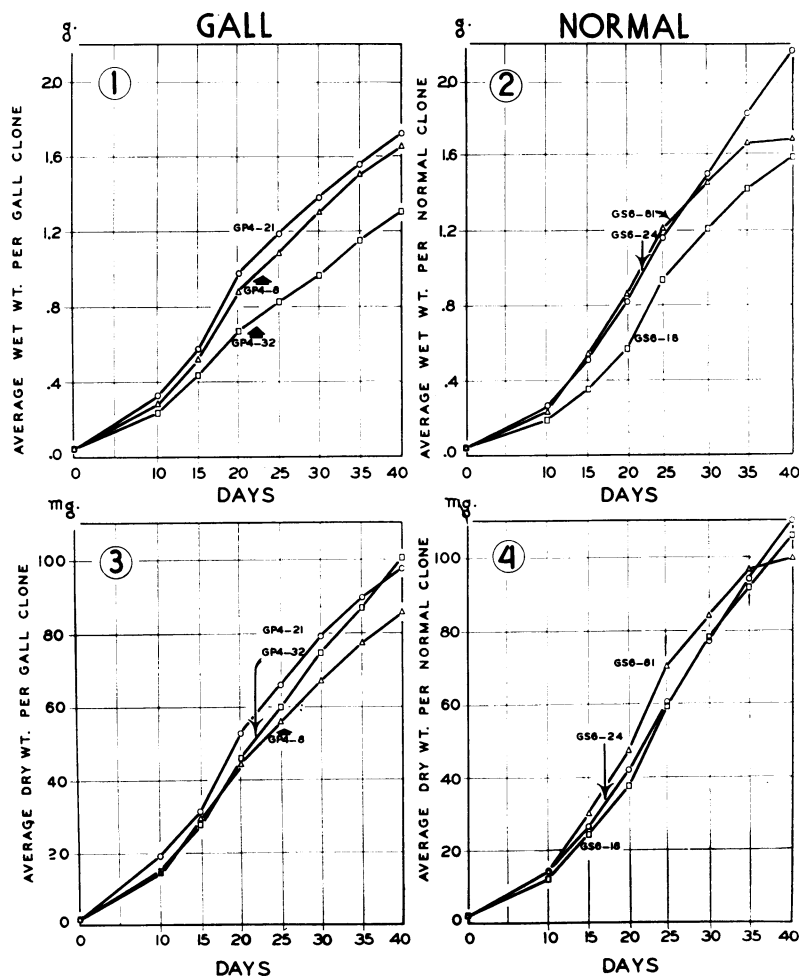 GALL
NORMAL
g.
①
AVERAGE WET WT. PER GALL CLONE
2.0
1.6
1.2
.8
.4
.0
GP4-21
GP4-8
GP4-32
0 10 15 20 25 30 35 40
DAYS
g.
②
AVERAGE WET WT. PER NORMAL CLONE
2.0
1.6
1.2
.8
.4
.0
GS6-81
GS6-24
GS6-18
0 10 15 20 25 30 35 40
DAYS
mg.
③
AVERAGE DRY WT. PER GALL CLONE
100
80
60
40
20
0
GP4-21
GP4-32
GP4-8
0 10 15 20 25 30 35 40
DAYS
mg.
④
AVERAGE DRY WT. PER NORMAL CLONE
100
80
60
40
20
0
GS6-81
GS6-24
GS6-18
0 10 15 20 25 30 35 40
DAYS